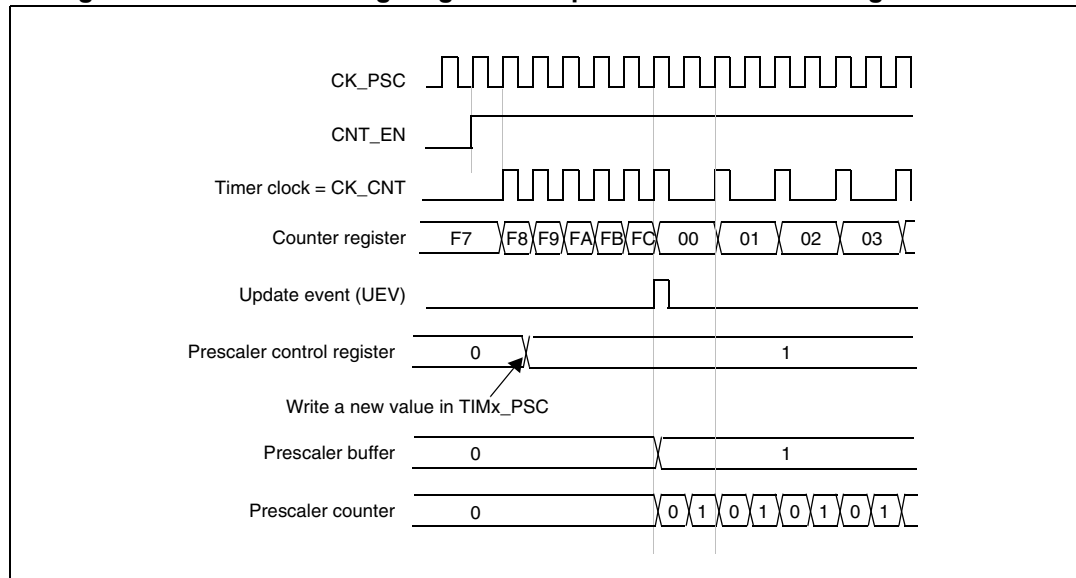 CK_PSC
CNT_EN
Timer clock = CK_CNT
Counter register F7 F8 F9 FA FB FC 00 01 02 03
Update event (UEV)
Prescaler control register 0 1
Write a new value in TIMx_PSC
Prescaler buffer 0 1
Prescaler counter 0 0 1 0 1 0 1 0 1